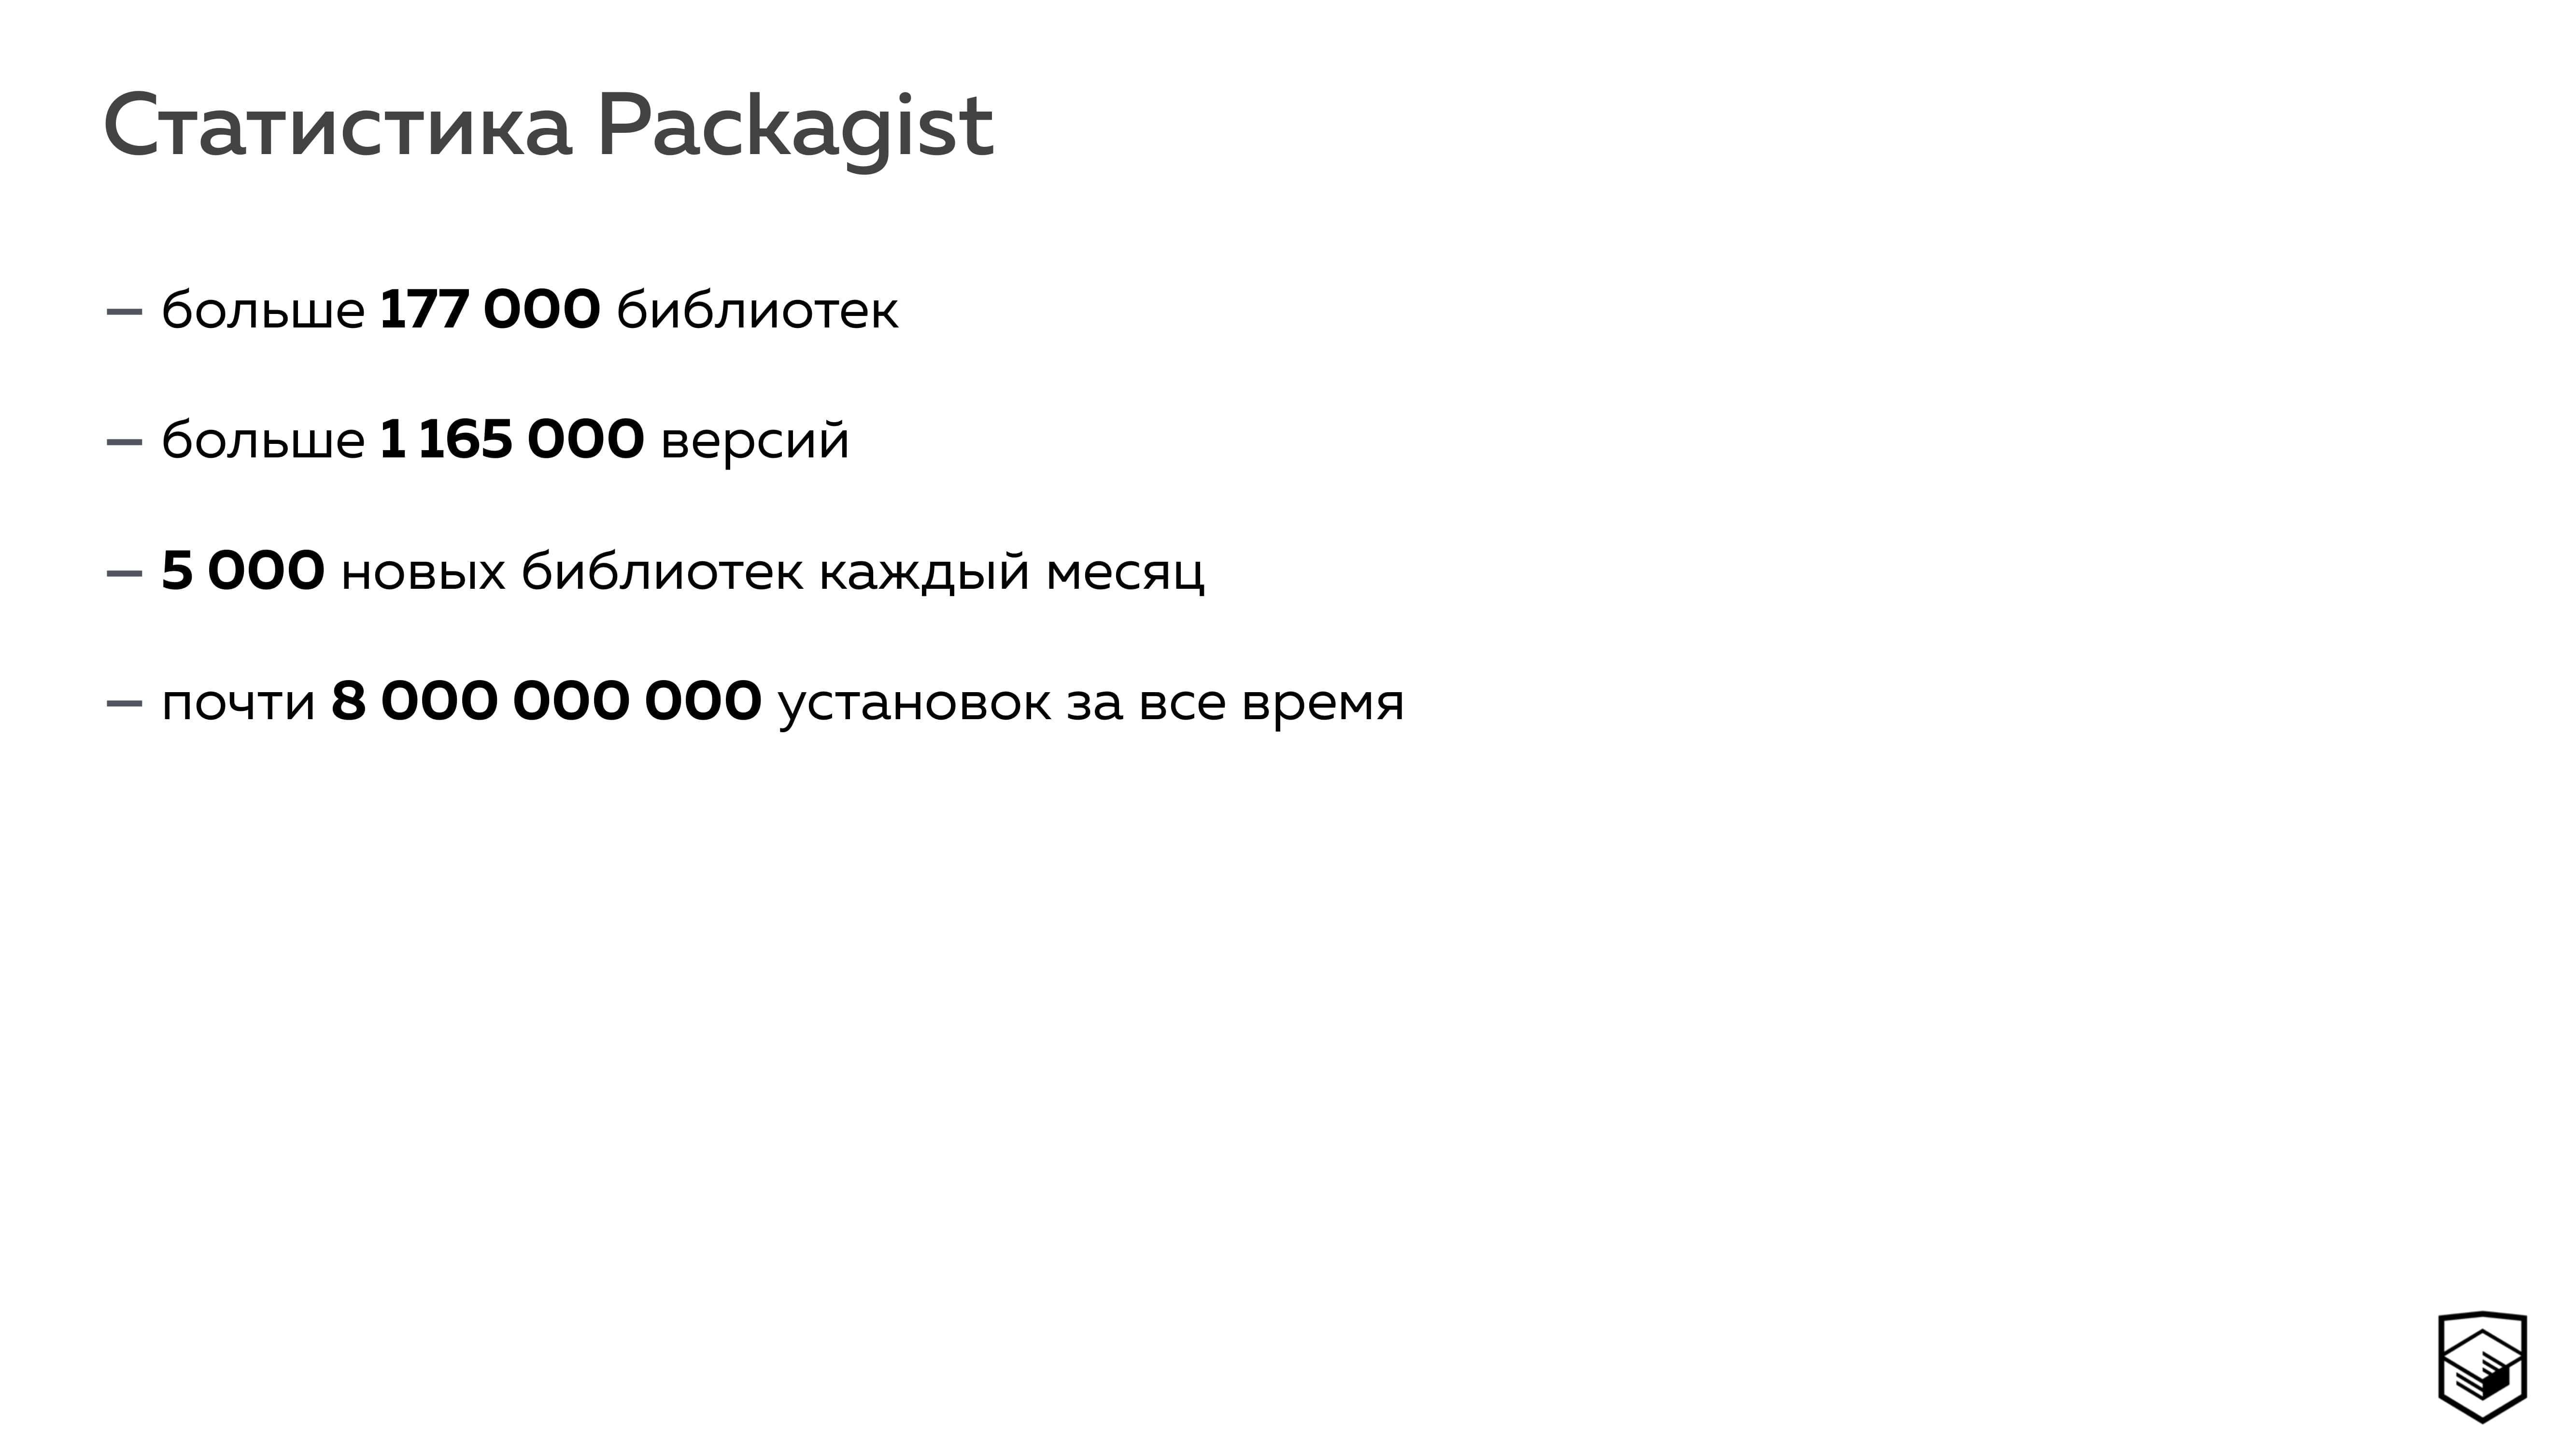 Статистика Packagist
— больше 177 000 библиотек
— больше 1 165 000 версий
— 5 000 новых библиотек каждый месяц
— почти 8 000 000 000 установок за все время